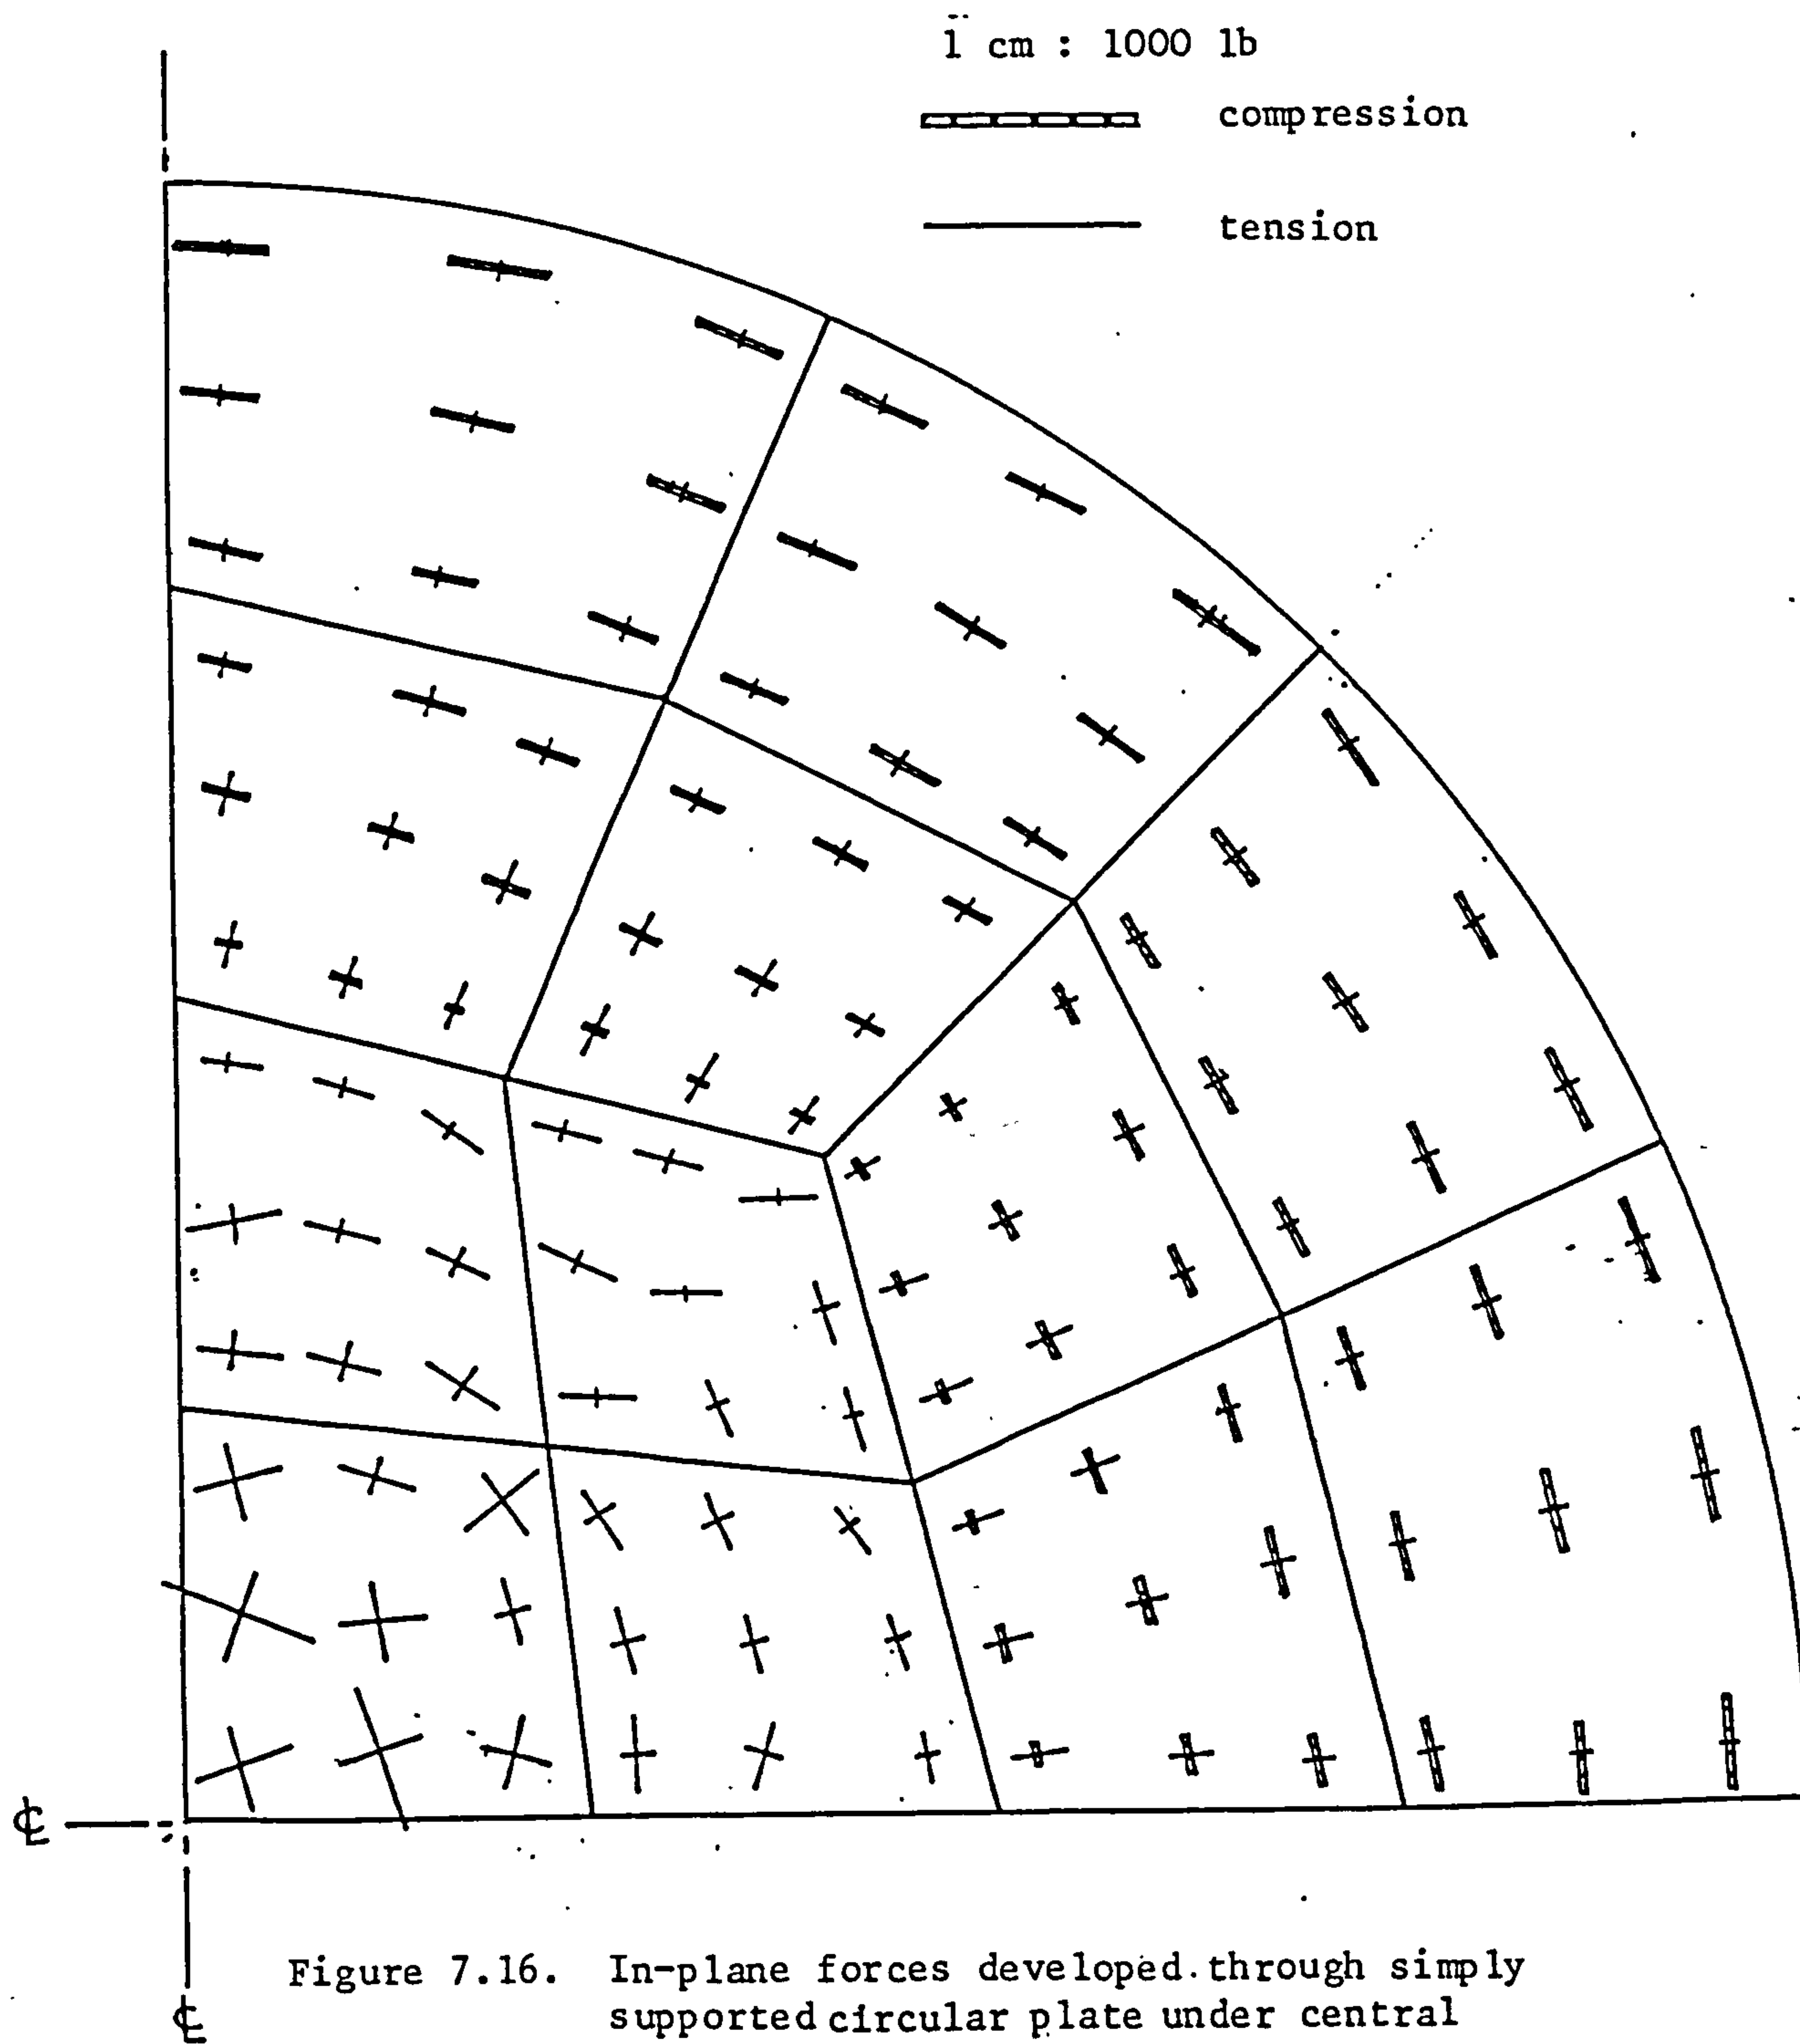 1 cm : 1000 lb
compression
tension
℄
℄
Figure 7.16. In-plane forces developed through simply
supported circular plate under central